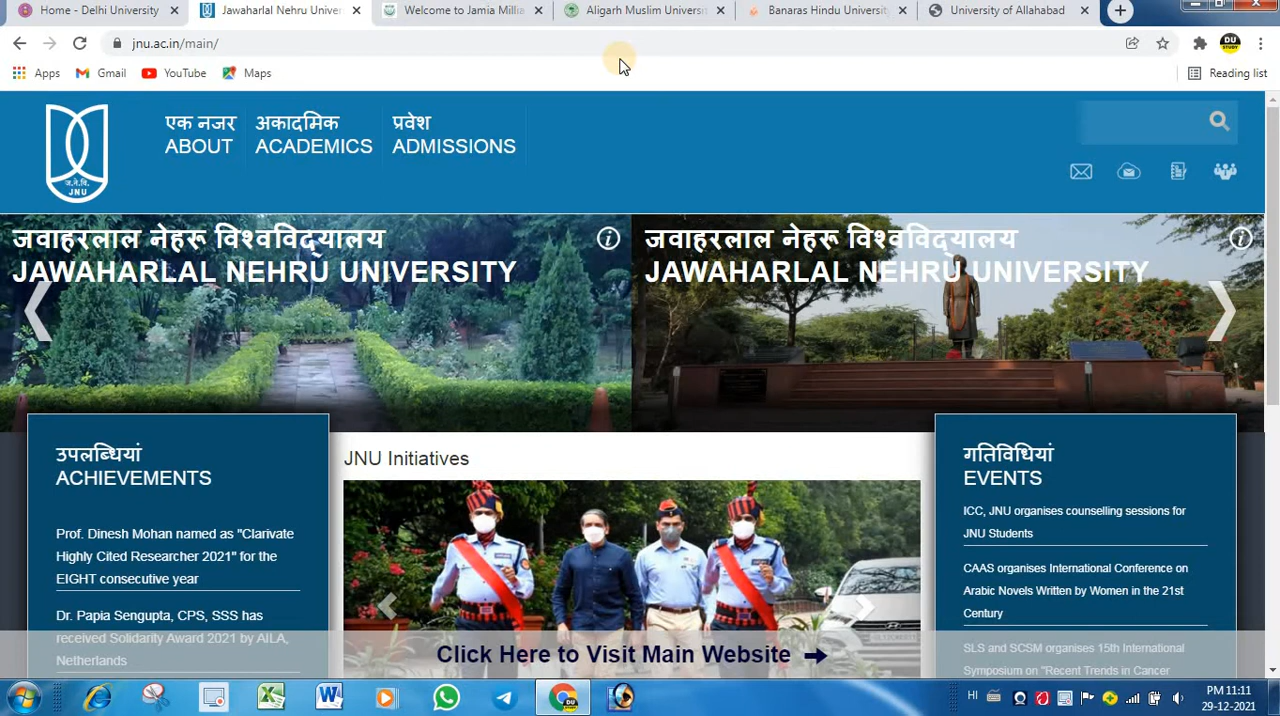 Home - Delhi University
Jawaharlal Nehru Univer
Welcome to Jamia Millia
Aligarh Muslim Universi
Banaras Hindu University
University of Allahabad
jnu.ac.in/main/
DU
STUDY
Apps
Gmail
YouTube
Maps
Reading list
ज.ने.वि.
JNU
एक नजर
ABOUT
अकादमिक
ACADEMICS
प्रवेश
ADMISSIONS
जवाहरलाल नेहरू विश्वविद्यालय
JAWAHARLAL NEHRU UNIVERSITY
जवाहरलाल नेहरू विश्वविद्यालय
JAWAHARLAL NEHRU UNIVERSITY
उपलब्धियां
ACHIEVEMENTS
Prof. Dinesh Mohan named as "Clarivate
Highly Cited Researcher 2021" for the
EIGHT consecutive year
Dr. Papia Sengupta, CPS, SSS has
received Solidarity Award 2021 by AILA,
Netherlands
JNU Initiatives
गतिविधियां
EVENTS
ICC, JNU organises counselling sessions for
JNU Students
CAAS organises International Conference on
Arabic Novels Written by Women in the 21st
Century
SLS and SCSM organises 15th International
Symposium on "Recent Trends in Cancer
Click Here to Visit Main Website
HI
PM 11:11
29-12-2021